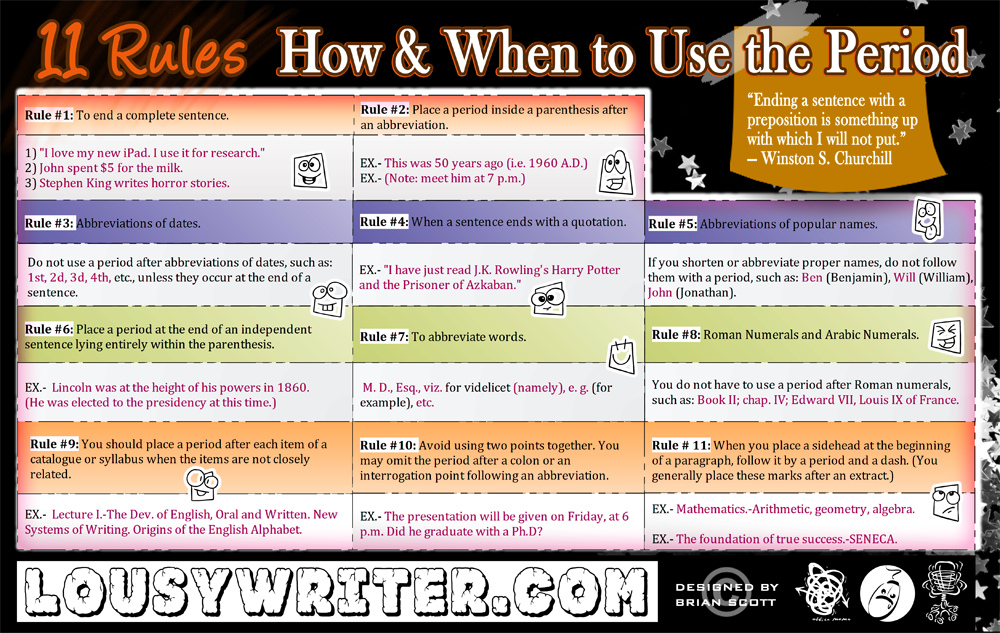 11 Rules How & When to Use the Period
“Ending a sentence with a
preposition is something up
with which I will not put.”
– Winston S. Churchill
Rule #1: To end a complete sentence.
1) "I love my new iPad. I use it for research."
2) John spent $5 for the milk.
3) Stephen King writes horror stories.
Rule #2: Place a period inside a parenthesis after
an abbreviation.
EX.- This was 50 years ago (i.e. 1960 A.D.)
EX.- (Note: meet him at 7 p.m.)
Rule #3: Abbreviations of dates.
Do not use a period after abbreviations of dates, such as:
1st, 2d, 3d, 4th, etc., unless they occur at the end of a
sentence.
Rule #4: When a sentence ends with a quotation.
EX.- "I have just read J.K. Rowling's Harry Potter
and the Prisoner of Azkaban."
Rule #5: Abbreviations of popular names.
If you shorten or abbreviate proper names, do not follow
them with a period, such as: Ben (Benjamin), Will (William),
John (Jonathan).
Rule #6: Place a period at the end of an independent
sentence lying entirely within the parenthesis.
EX.- Lincoln was at the height of his powers in 1860.
(He was elected to the presidency at this time.)
Rule #7: To abbreviate words.
M. D., Esq., viz. for videlicet (namely), e. g. (for
example), etc.
Rule #8: Roman Numerals and Arabic Numerals.
You do not have to use a period after Roman numerals,
such as: Book II; chap. IV; Edward VII, Louis IX of France.
Rule #9: You should place a period after each item of a
catalogue or syllabus when the items are not closely
related.
EX.- Lecture I.-The Dev. of English, Oral and Written. New
Systems of Writing. Origins of the English Alphabet.
Rule #10: Avoid using two points together. You
may omit the period after a colon or an
interrogation point following an abbreviation.
EX.- The presentation will be given on Friday, at 6
p.m. Did he graduate with a Ph.D?
Rule # 11: When you place a sidehead at the beginning
of a paragraph, follow it by a period and a dash. (You
generally place these marks after an extract.)
EX.- Mathematics.-Arithmetic, geometry, algebra.
EX.- The foundation of true success.-SENECA.
LOUSYWRITER.COM
©
DESIGNED BY
BRIAN SCOTT